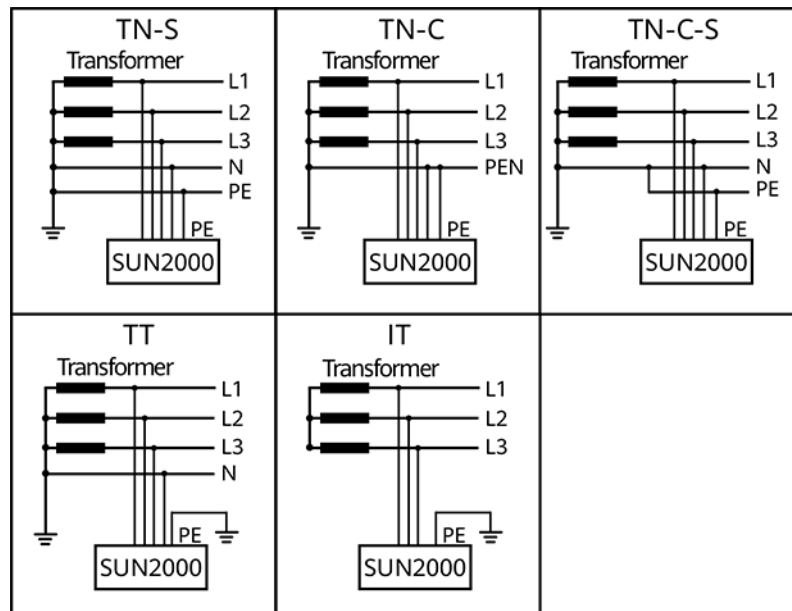 TN-S
Transformer
L1
L2
L3
N
PE
PE
SUN2000
TN-C
Transformer
L1
L2
L3
PEN
PE
SUN2000
TN-C-S
Transformer
L1
L2
L3
N
PE
PE
SUN2000
TT
Transformer
L1
L2
L3
N
PE
SUN2000
IT
Transformer
L1
L2
L3
PE
SUN2000